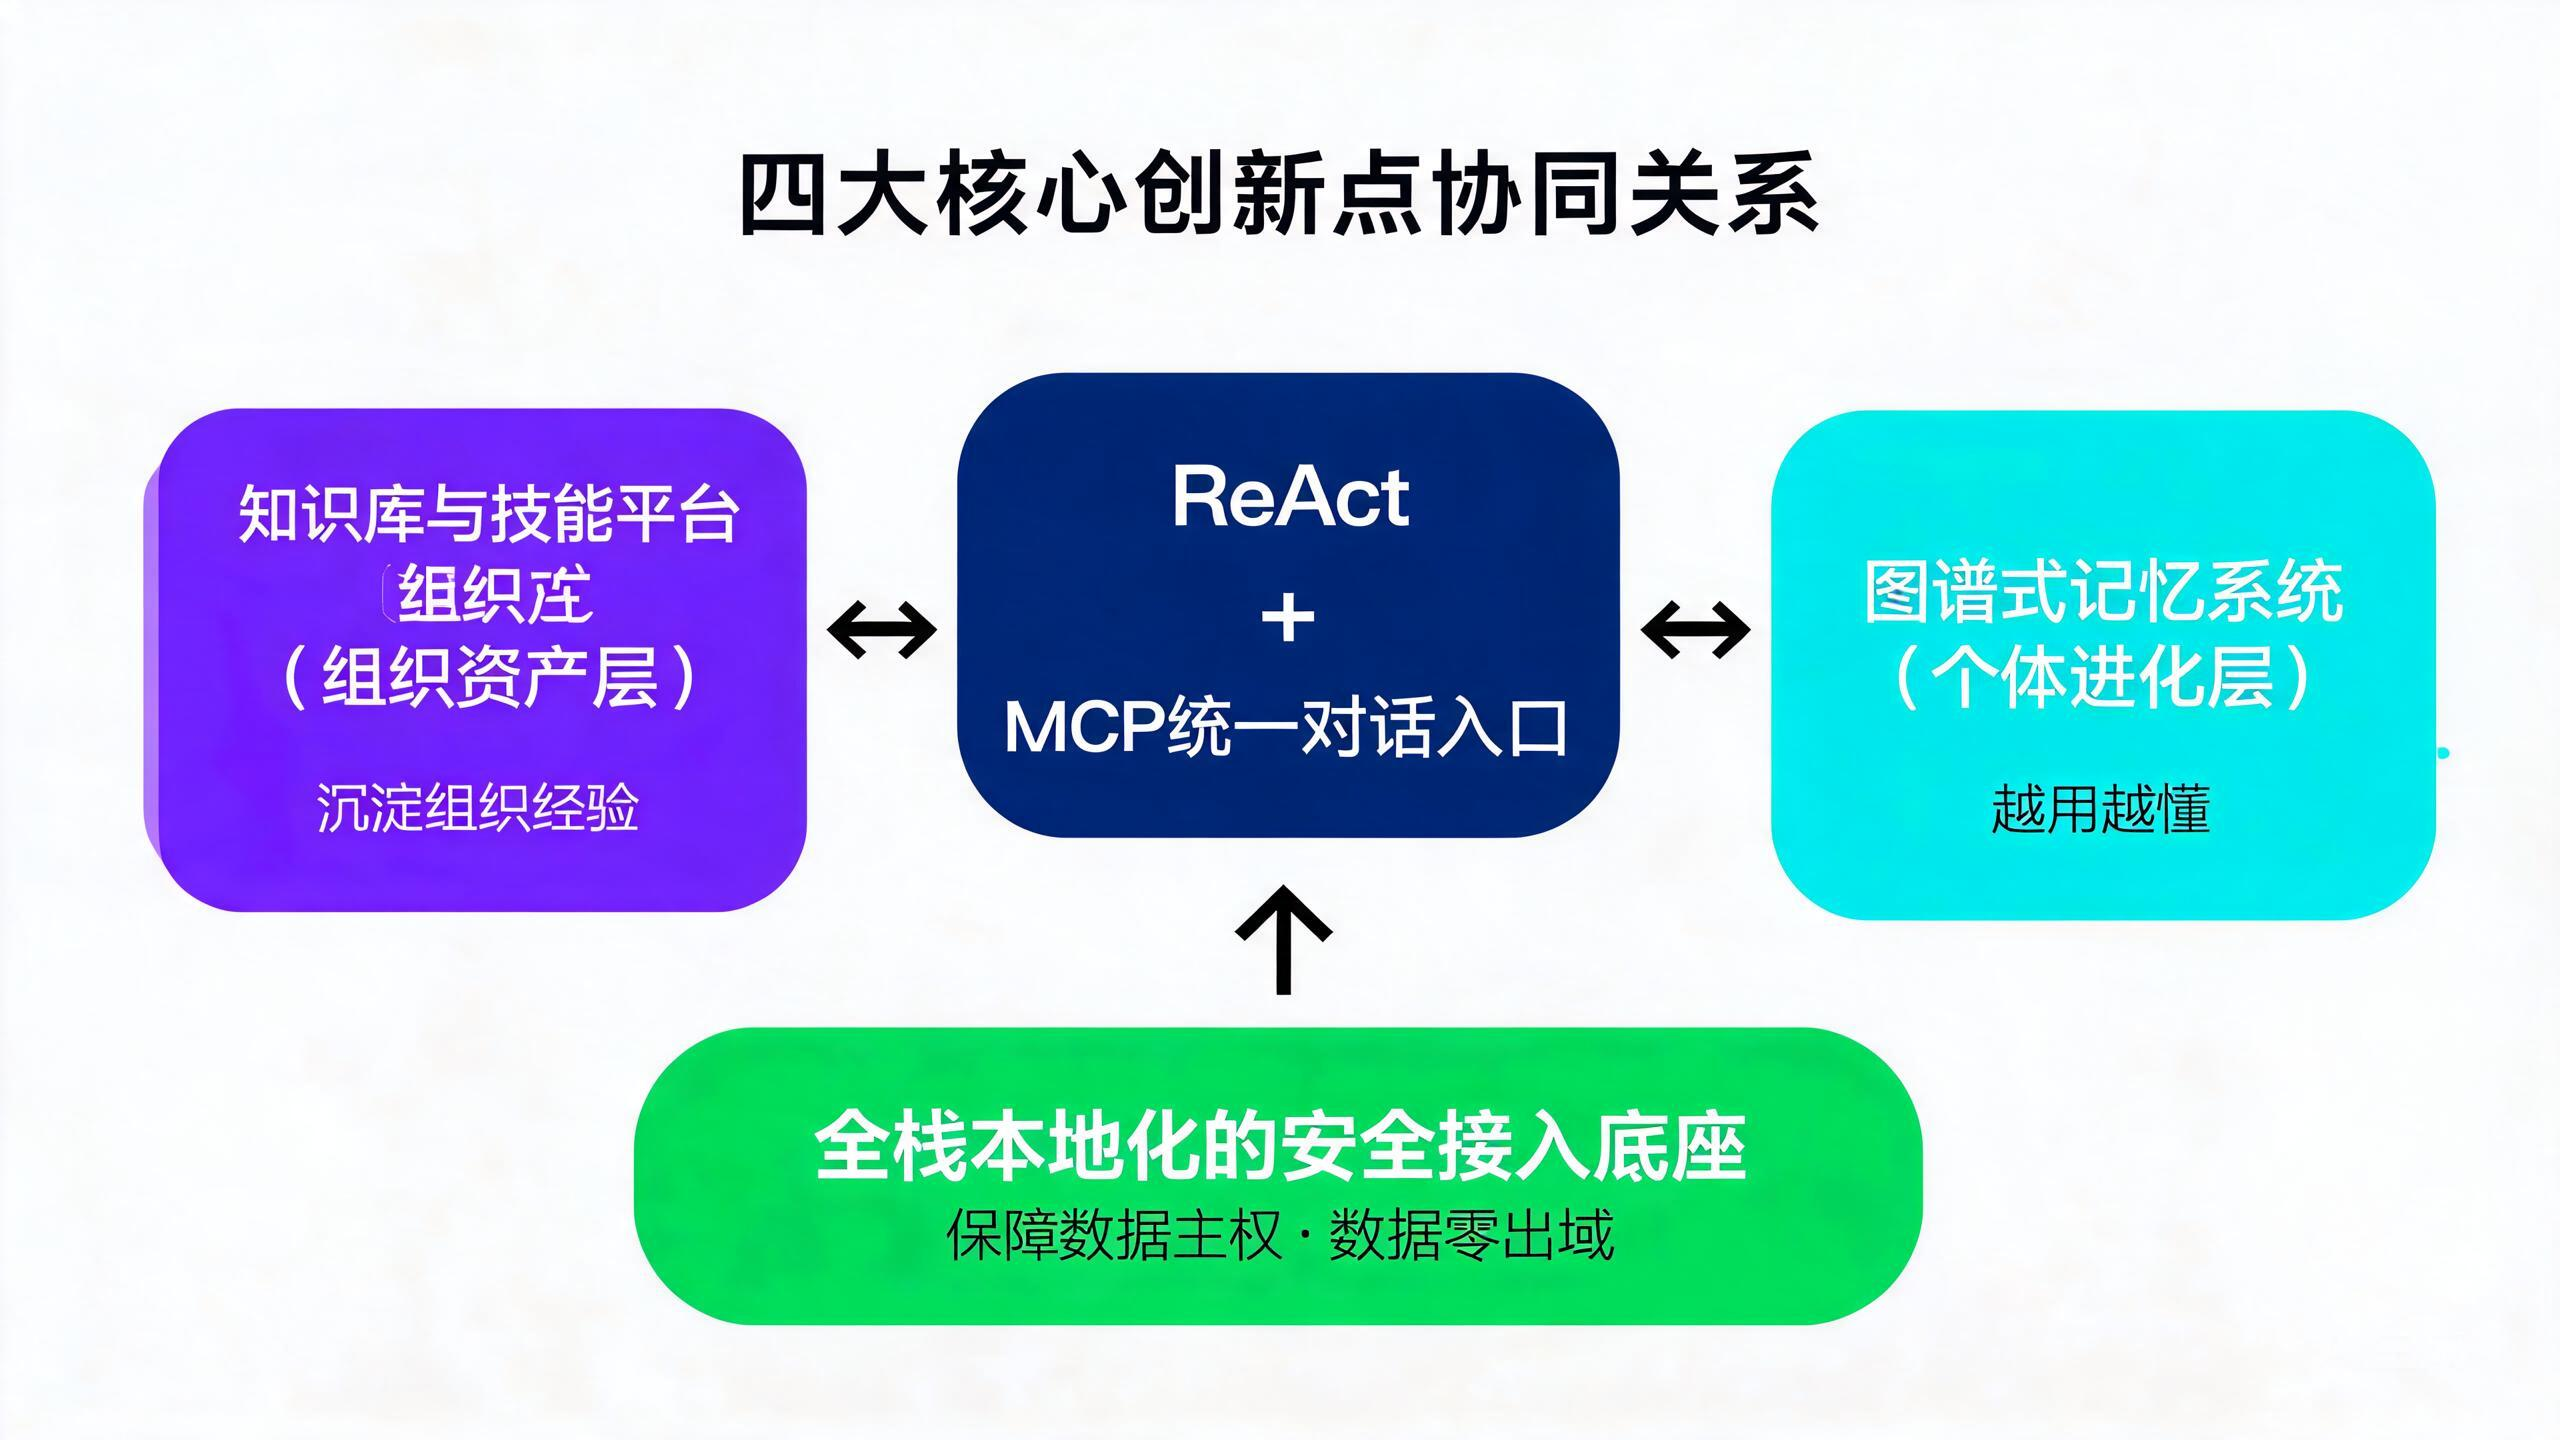 四大核心创新点协同关系
知识库与技能平台
组织
（组织资产层）
沉淀组织经验
ReAct
+
MCP统一对话入口
图谱式记忆系统
（个体进化层）
越用越懂
全栈本地化的安全接入底座
保障数据主权·数据零出域